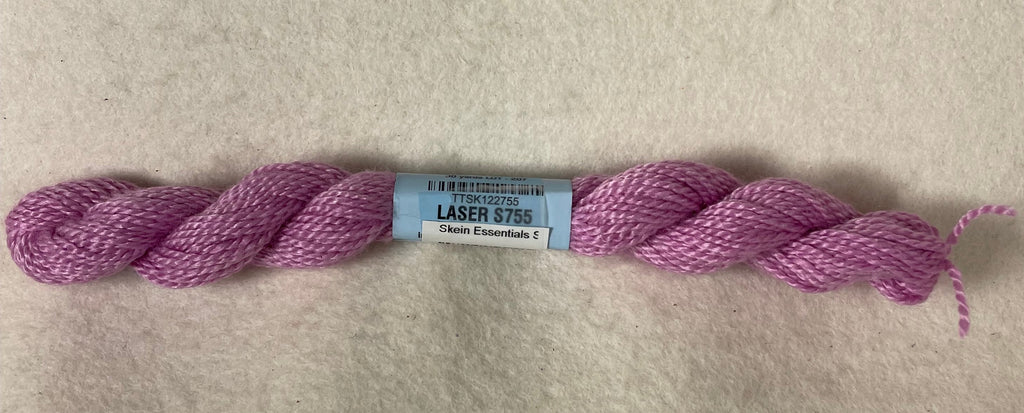 TTSK122755
LASER S755
Skein Essentials S